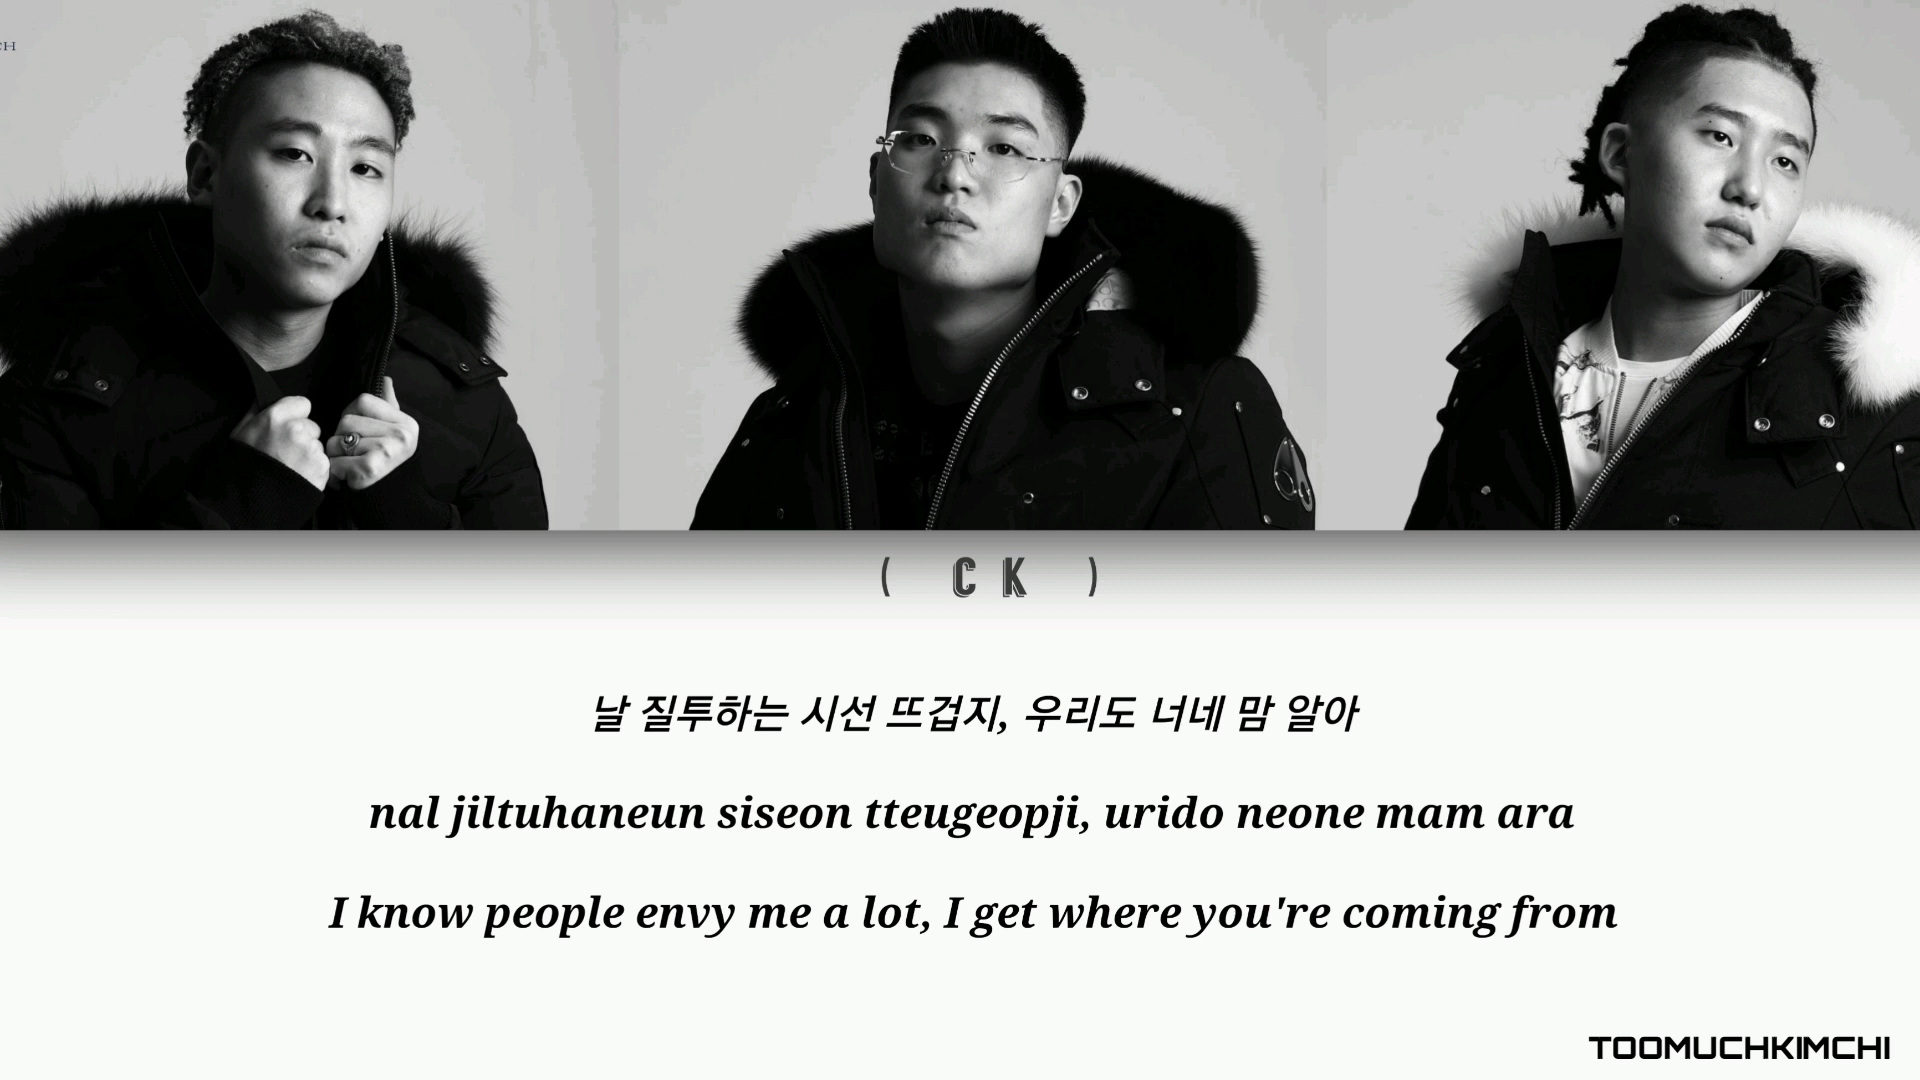 CH
( CK )
날 질투하는 시선 뜨겁지, 우리도 너네 맘 알아
nal jiltuhaneun siseon tteugeopji, urido neone mam ara
I know people envy me a lot, I get where you're coming from
TOOMUCHKIMCHI